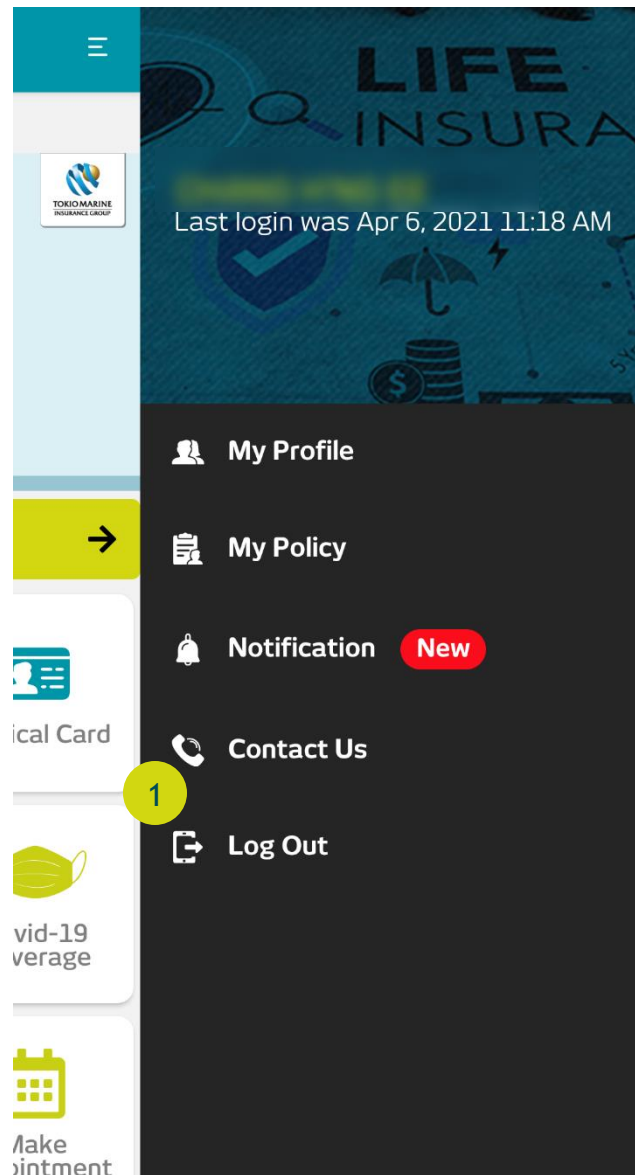 LIFE
INSURA
TOKIO MARINE
INSURANCE GROUP
Last login was Apr 6, 2021 11:18 AM
$
My Profile
My Policy
Notification New
ical Card
Contact Us
1
Log Out
vid-19
verage
Make
ointment